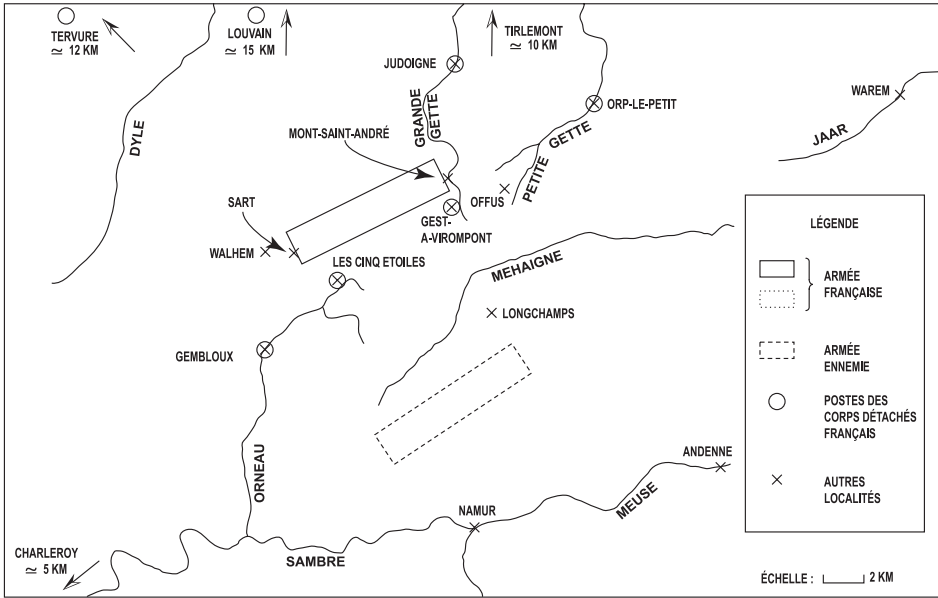 TERVURE
≃ 12 KM
LOUVAIN
≃ 15 KM
TIRLEMONT
≃ 10 KM
JUDOIGNE
ORP-LE-PETIT
WAREM
JAAR
DYLE
GRANDE
GETTE
MONT-SAINT-ANDRÉ
PETITE
GETTE
OFFUS
SART
GEST-
A-VIROMPONT
WALHEM
LES CINQ ETOILES
MEHAIGNE
LONGCHAMPS
GEMBLOUX
ORNEAU
ANDENNE
NAMUR
MEUSE
SAMBRE
CHARLEROY
≃ 5 KM
LÉGENDE
ARMÉE
FRANÇAISE
ARMÉE
ENNEMIE
POSTES DES
CORPS DÉTACHÉS
FRANÇAIS
AUTRES
LOCALITÉS
ÉCHELLE : 2 KM